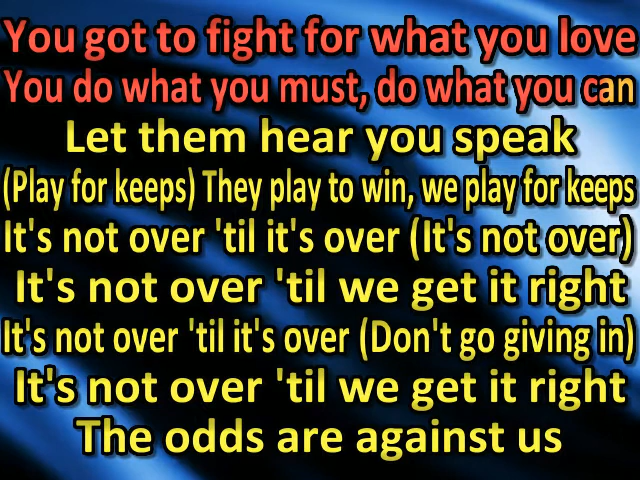 You got to fight for what you love
You do what you must, do what you can
Let them hear you speak
(Play for keeps) They play to win, we play for keeps
It's not over 'til it's over (It's not over)
It's not over 'til we get it right
It's not over 'til it's over (Don't go giving in)
It's not over 'til we get it right
The odds are against us